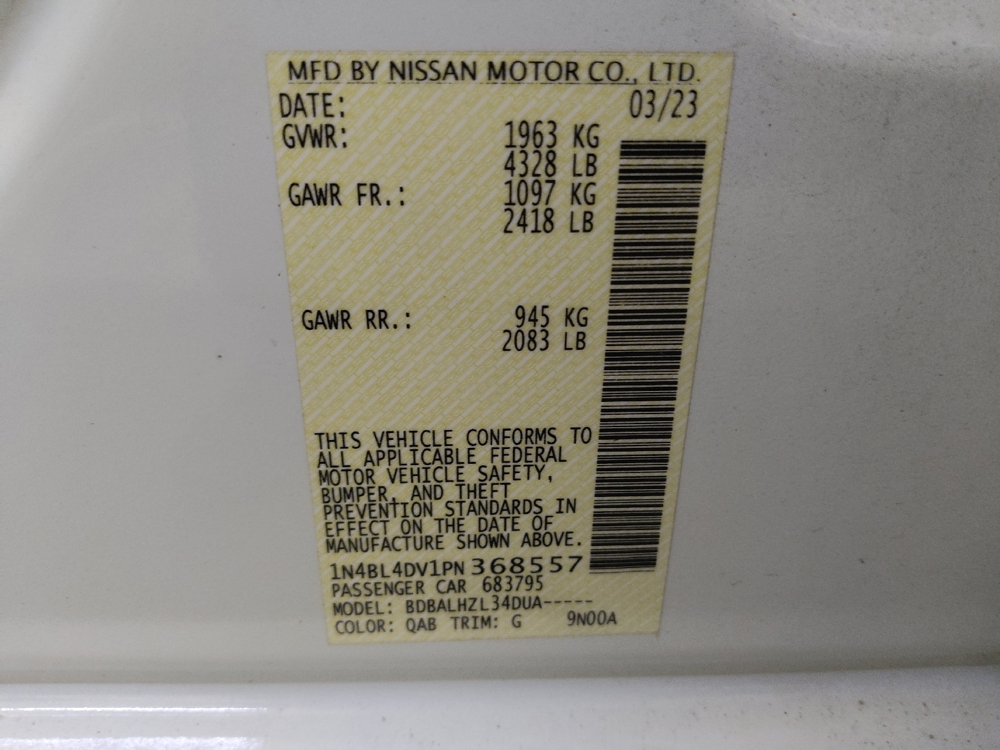 MFD BY NISSAN MOTOR CO., LTD.
DATE: 03/23
GVWR: 1963 KG
4328 LB
GAWR FR.: 1097 KG
2418 LB
GAWR RR.: 945 KG
2083 LB
THIS VEHICLE CONFORMS TO
ALL APPLICABLE FEDERAL
MOTOR VEHICLE SAFETY,
BUMPER, AND THEFT
PREVENTION STANDARDS IN
EFFECT ON THE DATE OF
MANUFACTURE SHOWN ABOVE.
1N4BL4DV1PN 368557
PASSENGER CAR 683795
MODEL: BDBALHZL34DUA-----
COLOR: QAB TRIM: G 9N00A